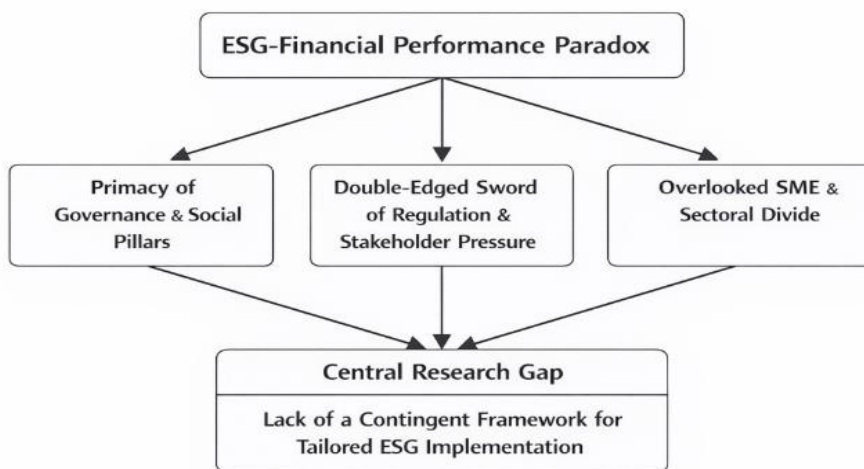 ESG-Financial Performance Paradox
Primacy of
Governance & Social
Pillars
Double-Edged Sword
of Regulation &
Stakeholder Pressure
Overlooked SME &
Sectoral Divide
Central Research Gap
Lack of a Contingent Framework for
Tailored ESG Implementation